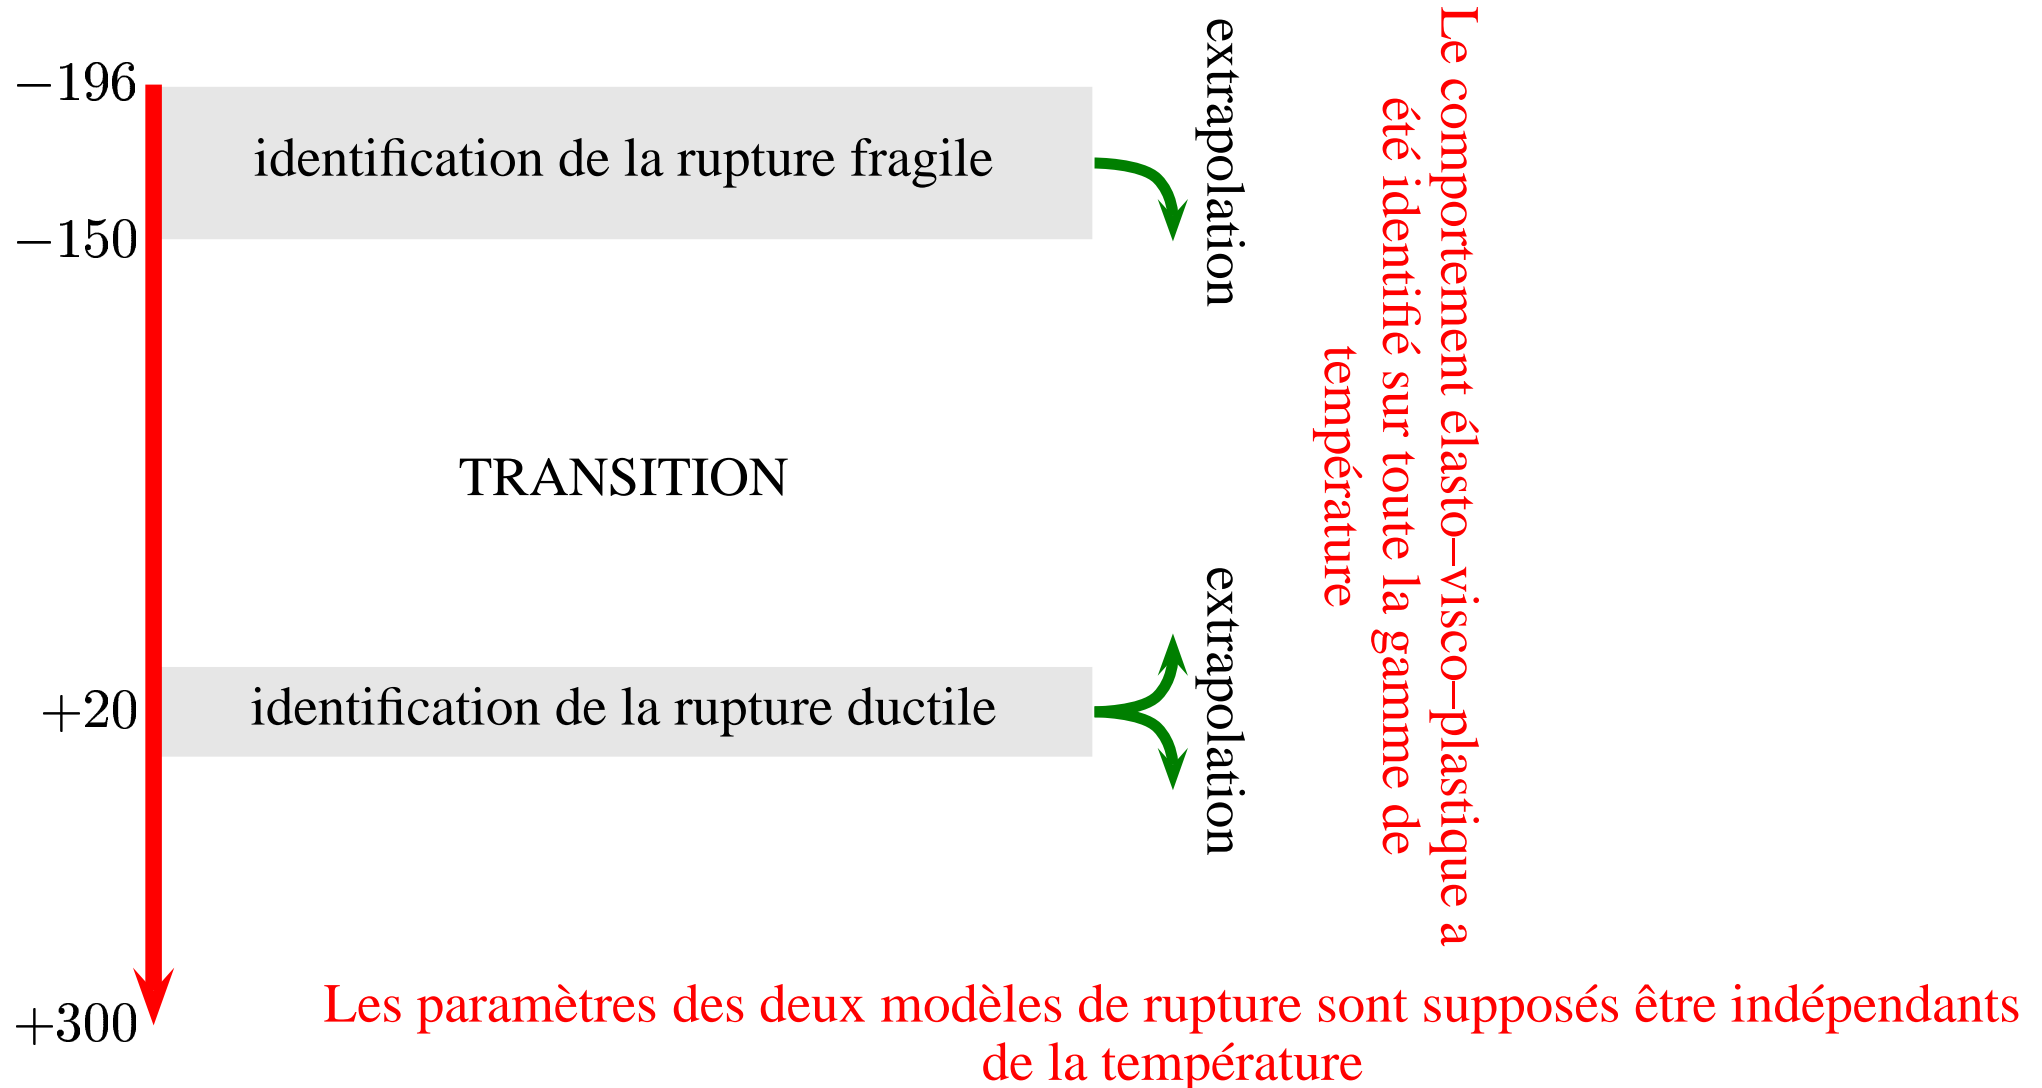 −196
identification de la rupture fragile
−150
extrapolation
TRANSITION
+20
identification de la rupture ductile
extrapolation
+300
Le comportement élasto–visco–plastique a
été identifié sur toute la gamme de
température
Les paramètres des deux modèles de rupture sont supposés être indépendants
de la température